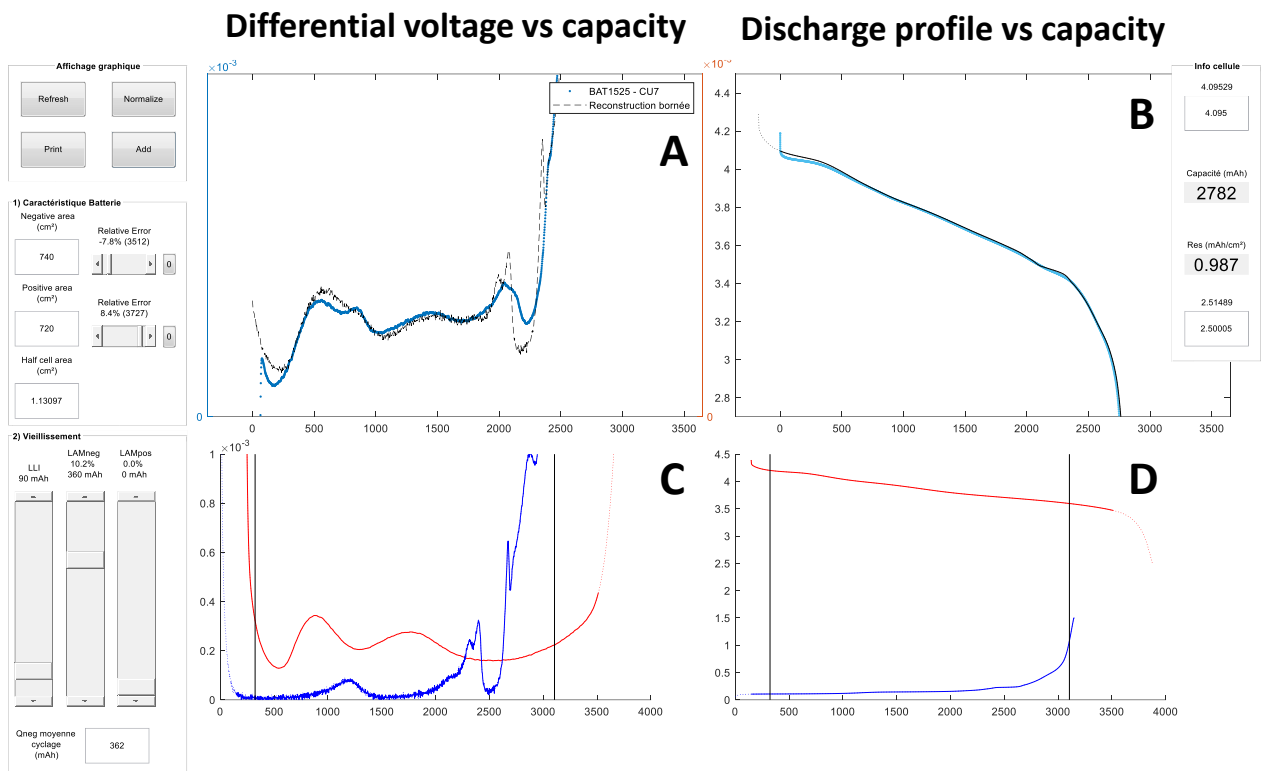 Differential voltage vs capacity
Discharge profile vs capacity
Affichage graphique
Refresh
Normalize
Print
Add
1) Caractéristique Batterie
Negative area
(cm²)
740
Relative Error
-7.8% (3512)
0
Positive area
(cm²)
720
Relative Error
8.4% (3727)
0
Half cell area
(cm²)
1.13097
2) Vieillissement
LLI
90 mAh
LAMneg
10.2%
360 mAh
LAMpos
0.0%
0 mAh
Qneg moyenne
cyclage
(mAh)
362
×10⁻³
BAT1525 - CU7
Reconstruction bornée
A
0
0
0 500 1000 1500 2000 2500 3000 3500
B
4.4
4.2
4
3.8
3.6
3.4
3.2
3
2.8
0 500 1000 1500 2000 2500 3000 3500
Info cellule
4.09529
4.095
Capacité (mAh)
2782
Res (mAh/cm²)
0.987
2.51489
2.50005
×10⁻³
C
1
0.8
0.6
0.4
0.2
0
0 500 1000 1500 2000 2500 3000 3500 4000
D
4.5
4
3.5
4
2.5
2
1.5
1
0.5
0
0 500 1000 1500 2000 2500 3000 3500 4000